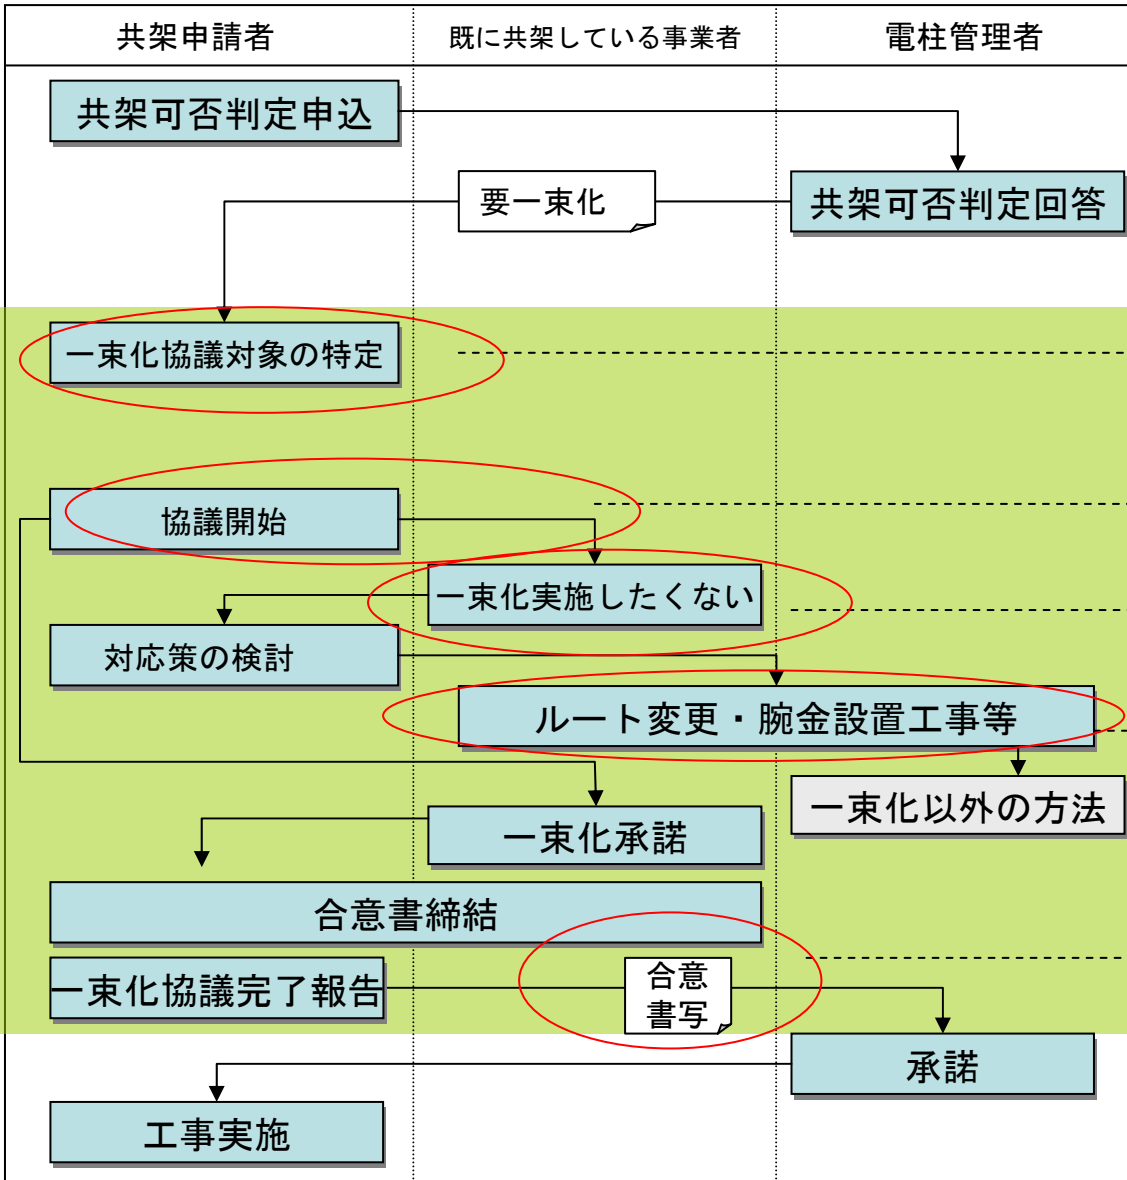 共架申請者
既に共架している事業者
電柱管理者
共架可否判定申込
要一束化
共架可否判定回答
一束化協議対象の特定
協議開始
一束化実施したくない
対応策の検討
ルート変更・腕金設置工事等
一束化以外の方法
一束化承諾
合意書締結
一束化協議完了報告
合意
書写
承諾
工事実施